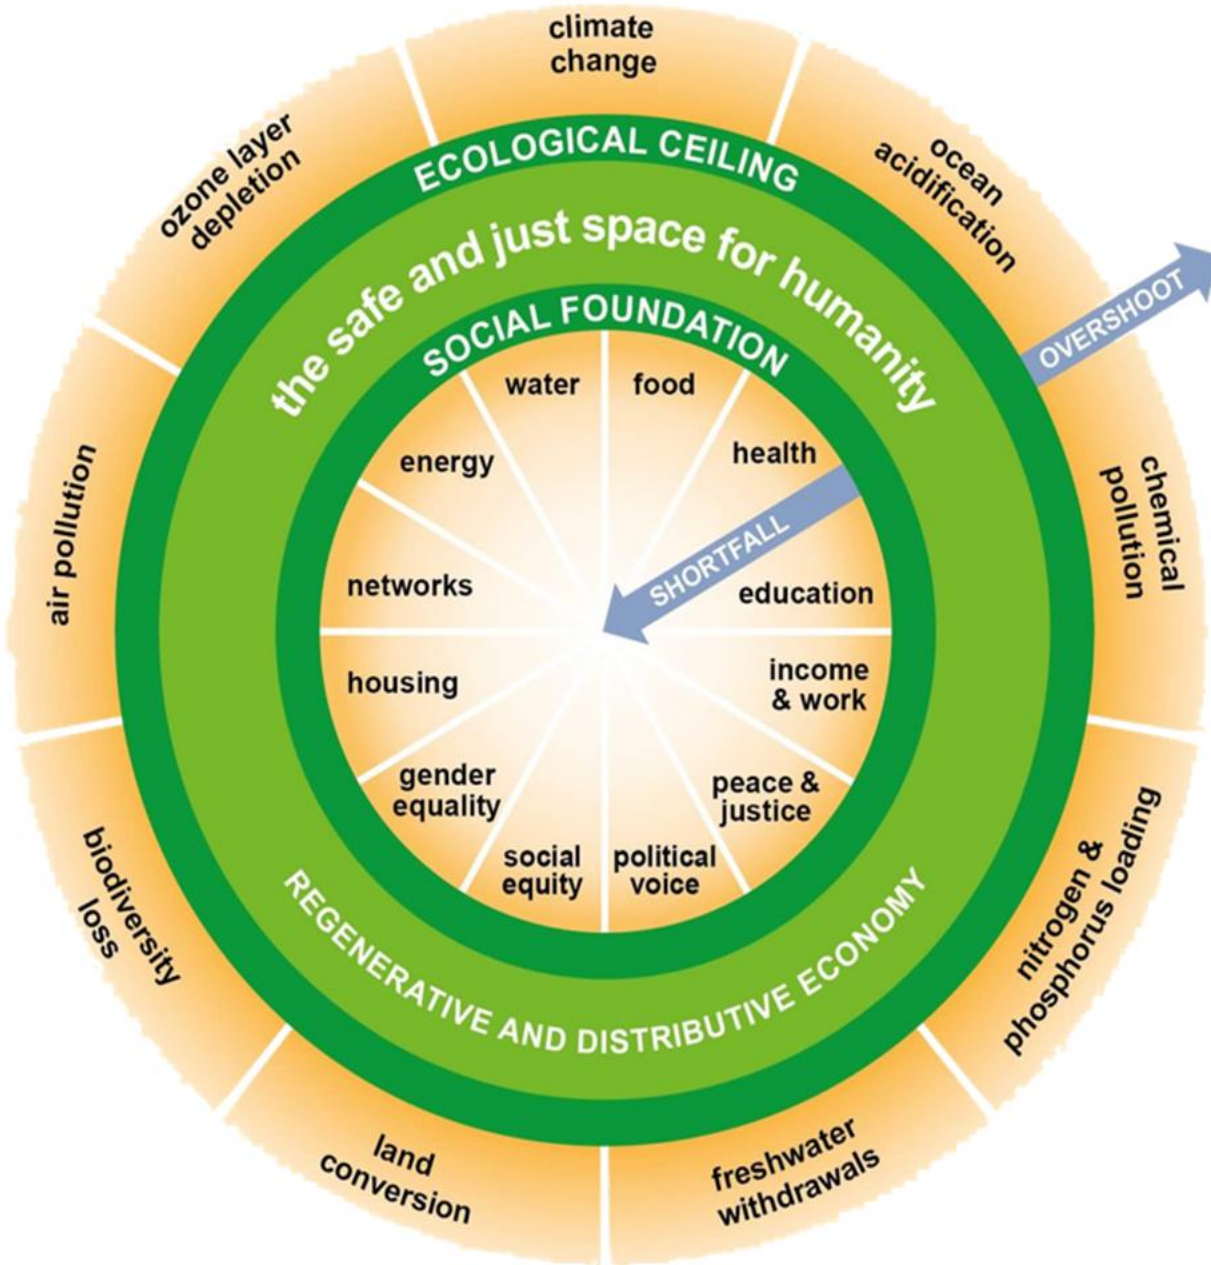 climate
change
ocean
acidification
OVERSHOOT
chemical
pollution
nitrogen &
phosphorus loading
freshwater
withdrawals
land
conversion
biodiversity
loss
air pollution
ozone layer
depletion
ECOLOGICAL CEILING
the safe and just space for humanity
SOCIAL FOUNDATION
water
food
health
SHORTFALL
education
income
& work
peace &
justice
political
voice
social
equity
gender
equality
housing
networks
energy
REGENERATIVE AND DISTRIBUTIVE ECONOMY